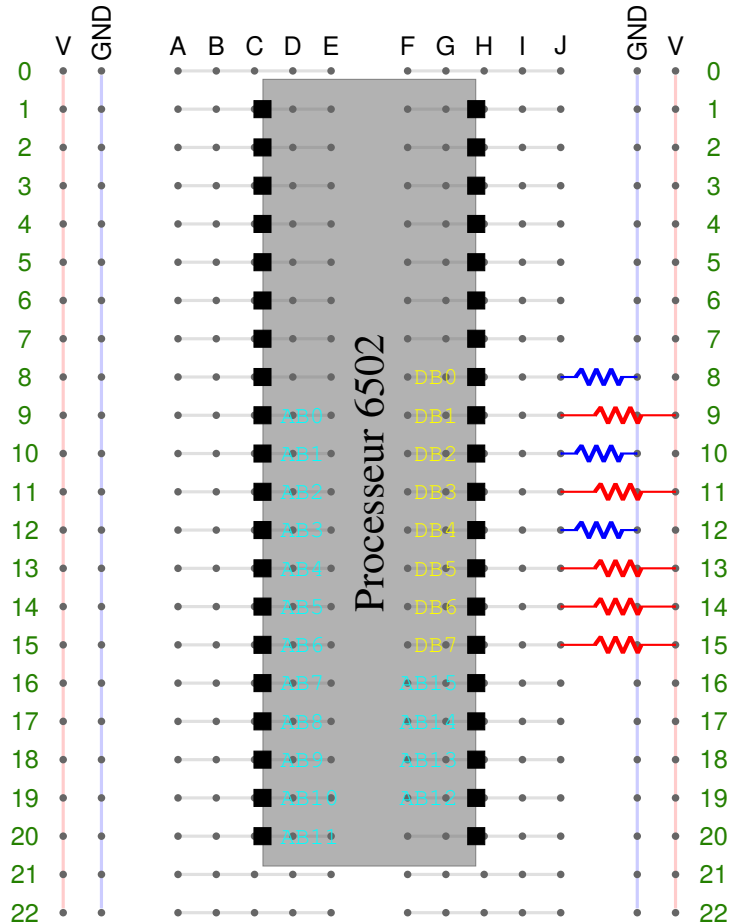 V GND A B C D E F G H I J GND V
0 0
1 1
2 2
3 3
4 4
5 5
6 6
7 7
8 DB0 8
9 AB0 DB1 9
10 AB1 DB2 10
11 AB2 DB3 11
12 AB3 DB4 12
13 AB4 DB5 13
14 AB5 DB6 14
15 AB6 DB7 15
16 AB7 AB15 16
17 AB8 AB14 17
18 AB9 AB13 18
19 AB10 AB12 19
20 AB11 20
21 21
22 22
Processeur 6502